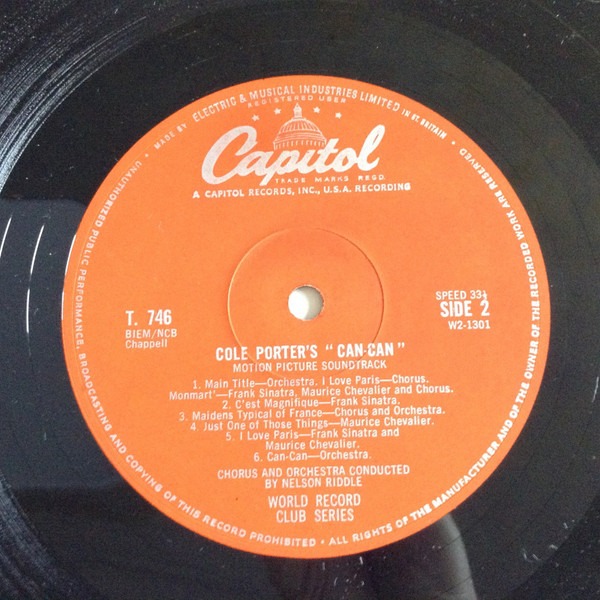 MADE BY ELECTRIC & MUSICAL INDUSTRIES LIMITED IN GT. BRITAIN • ALL RIGHTS OF THE MANUFACTURER AND OF THE OWNER OF THE RECORDED WORK ARE RESERVED
UNAUTHORIZED PUBLIC PERFORMANCE, BROADCASTING AND COPYING OF THIS RECORD PROHIBITED
REGISTERED USER
Capitol
TRADE MARKS REGD
A CAPITOL RECORDS, INC., U.S.A. RECORDING
T. 746
BIEM/NCB
Chappell
SPEED 33⅓
SIDE 2
W2-1301
COLE PORTER'S "CAN-CAN"
MOTION PICTURE SOUNDTRACK
1. Main Title—Orchestra. I Love Paris—Chorus.
Monmart'—Frank Sinatra, Maurice Chevalier and Chorus.
2. C'est Magnifique—Frank Sinatra.
3. Maidens Typical of France—Chorus and Orchestra.
4. Just One of Those Things—Maurice Chevalier.
5. I Love Paris—Frank Sinatra and
Maurice Chevalier.
6. Can-Can—Orchestra.
CHORUS AND ORCHESTRA CONDUCTED
BY NELSON RIDDLE
WORLD RECORD
CLUB SERIES